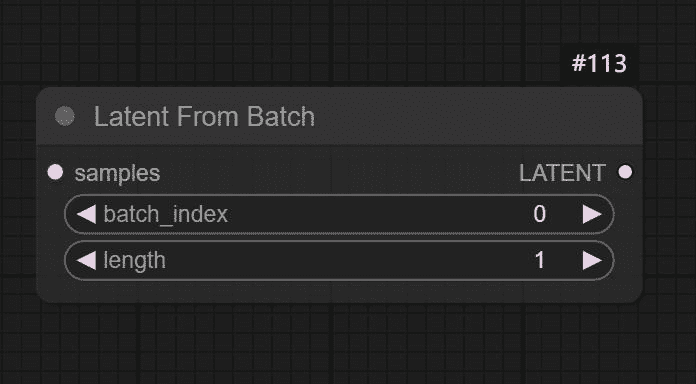 #113
Latent From Batch
samples LATENT
batch_index 0
length 1